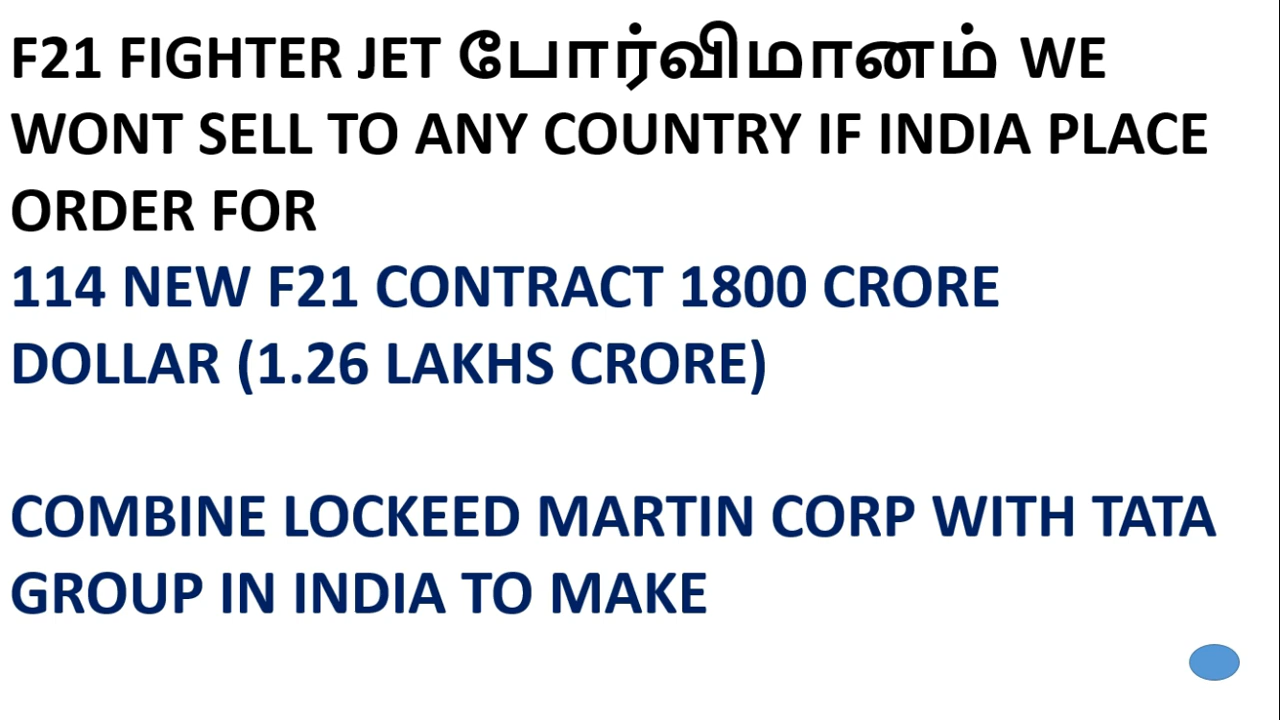 F21 FIGHTER JET போர்விமானம் WE
WONT SELL TO ANY COUNTRY IF INDIA PLACE
ORDER FOR
114 NEW F21 CONTRACT 1800 CRORE
DOLLAR (1.26 LAKHS CRORE)
COMBINE LOCKEED MARTIN CORP WITH TATA
GROUP IN INDIA TO MAKE